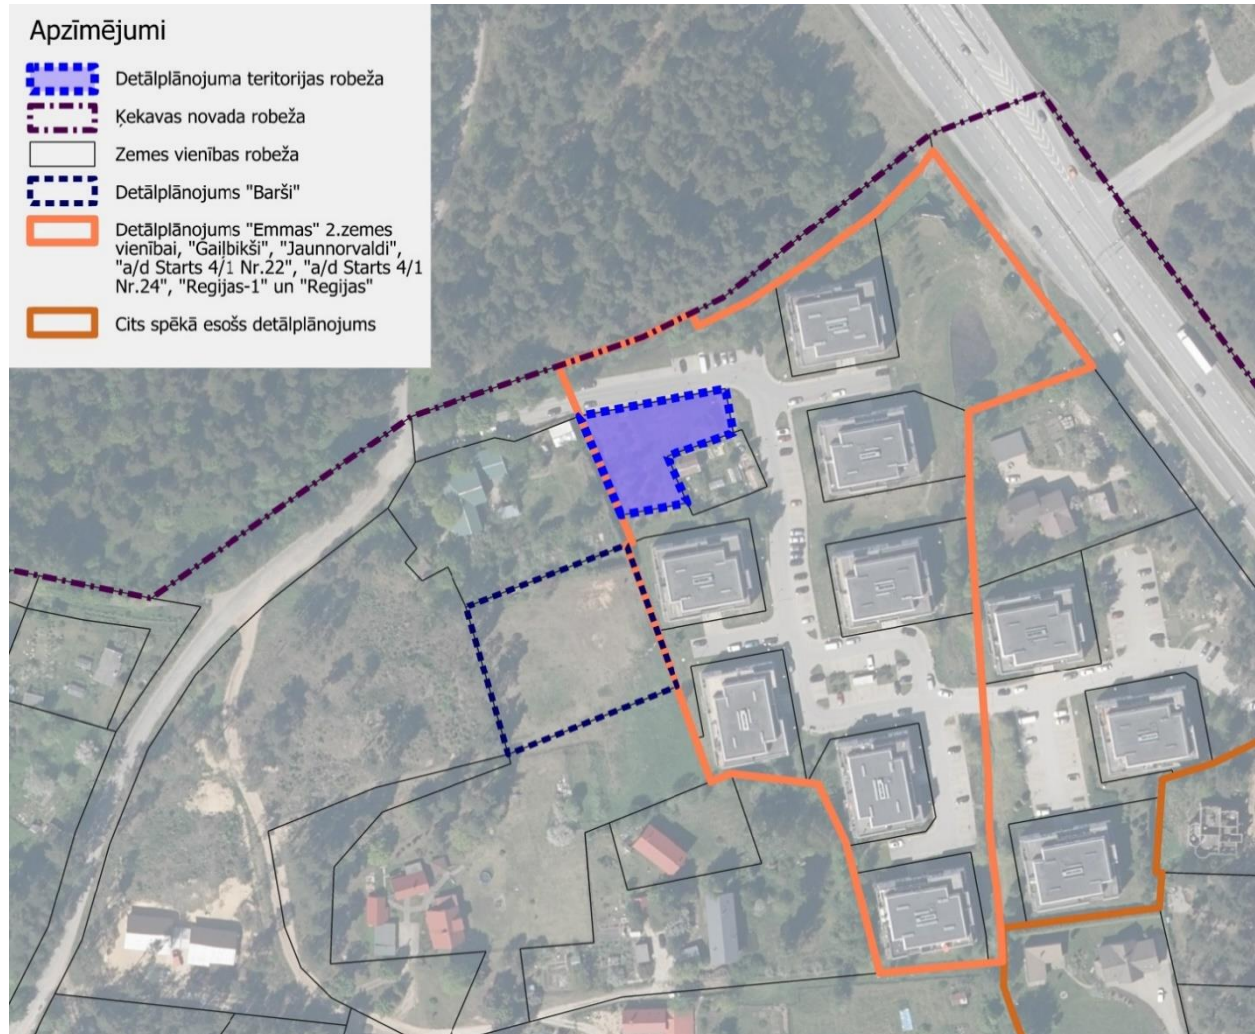 Apzīmējumi
Detālplānojuma teritorijas robeža
Ķekavas novada robeža
Zemes vienības robeža
Detālplānojums "Barši"
Detālplānojums "Emmas" 2.zemes
vienībai, "Gaiļbikši", "Jaunnorvaldi",
"a/d Starts 4/1 Nr.22", "a/d Starts 4/1
Nr.24", "Regijas-1" un "Regijas"
Cits spēkā esošs detālplānojums